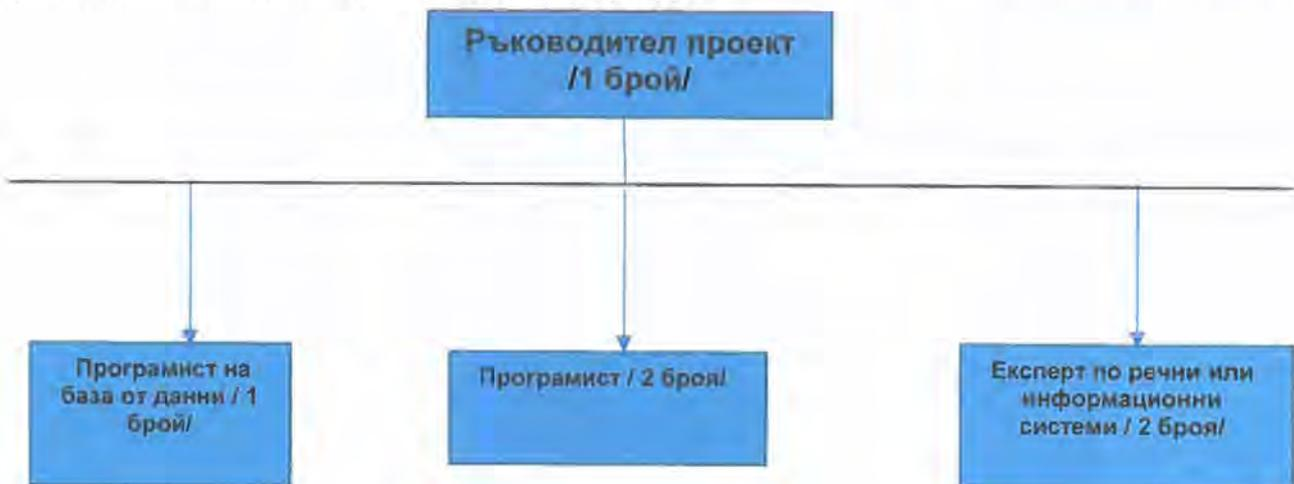 Ръководител проект
/1 брой/
Програмист на
база от данни / 1
брой/
Програмист / 2 броя/
Експерт по речни или
информационни
системи / 2 броя/